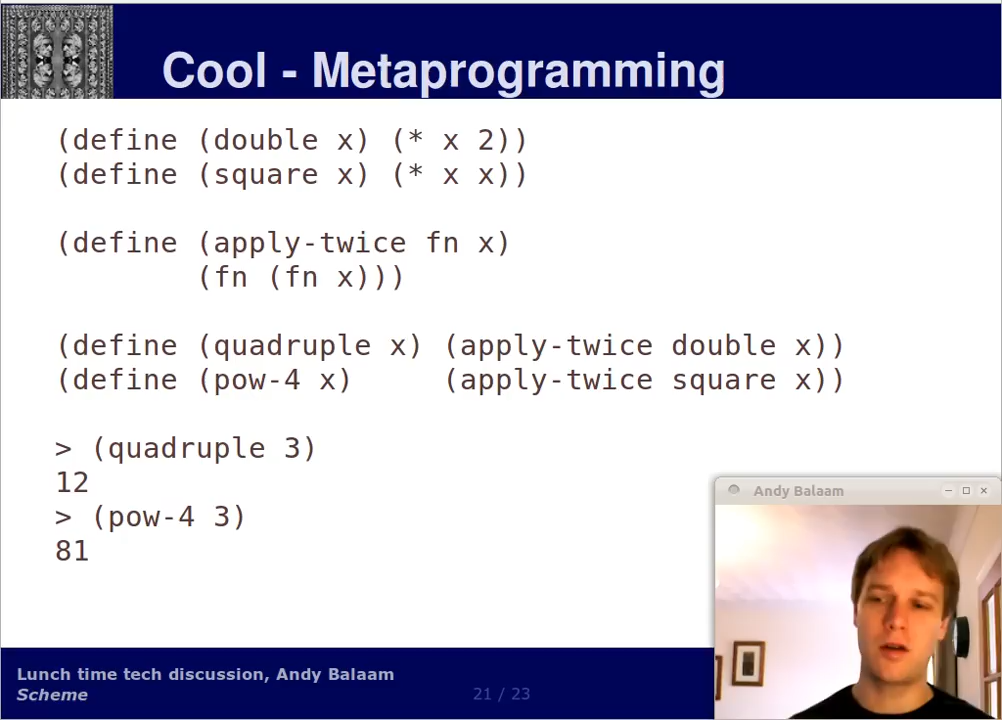 Cool - Metaprogramming
(define (double x) (* x 2))
(define (square x) (* x x))
(define (apply-twice fn x)
(fn (fn x)))
(define (quadruple x) (apply-twice double x))
(define (pow-4 x)     (apply-twice square x))
> (quadruple 3)
12
> (pow-4 3)
81
Andy Balaam
Lunch time tech discussion, Andy Balaam
Scheme
21 / 23